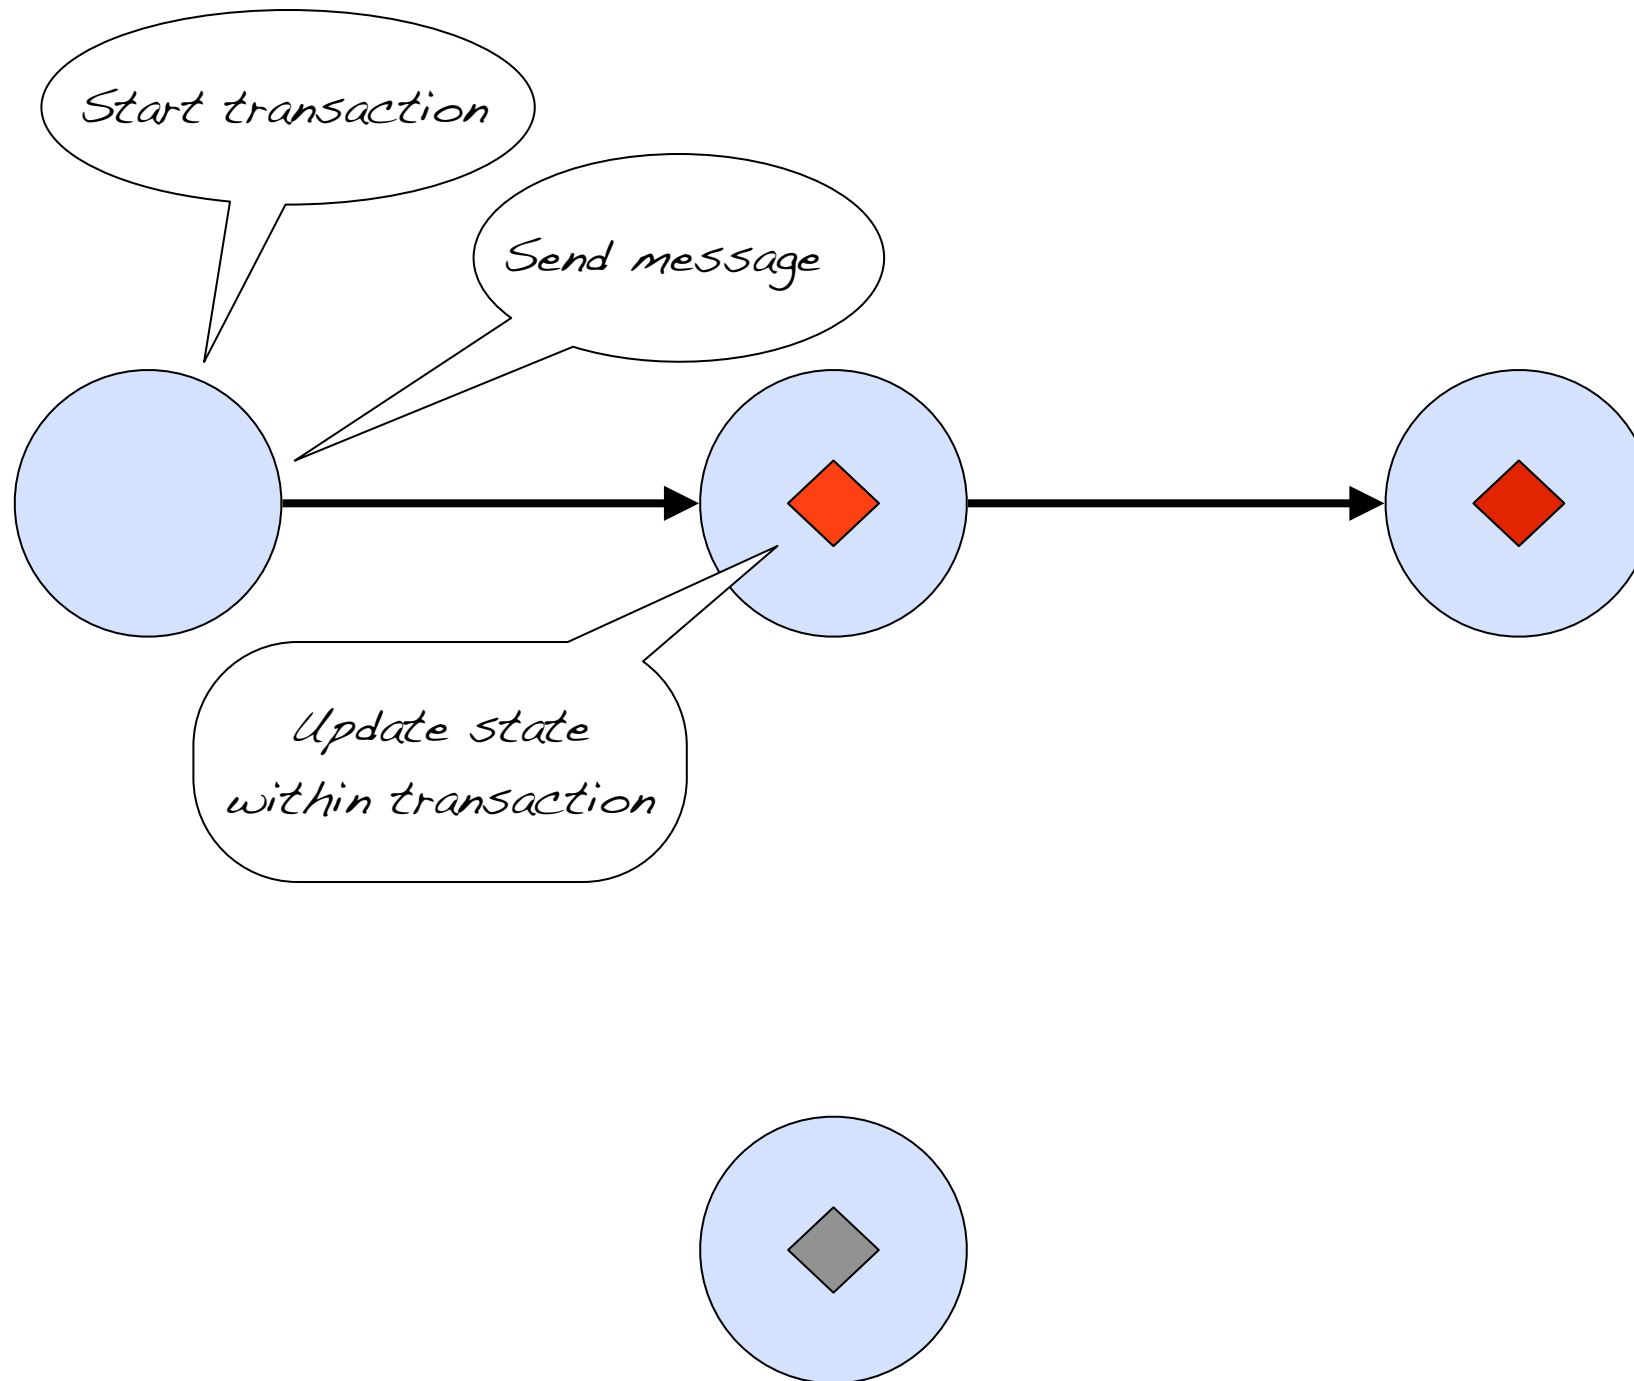 Start transaction
Send message
Update state
within transaction